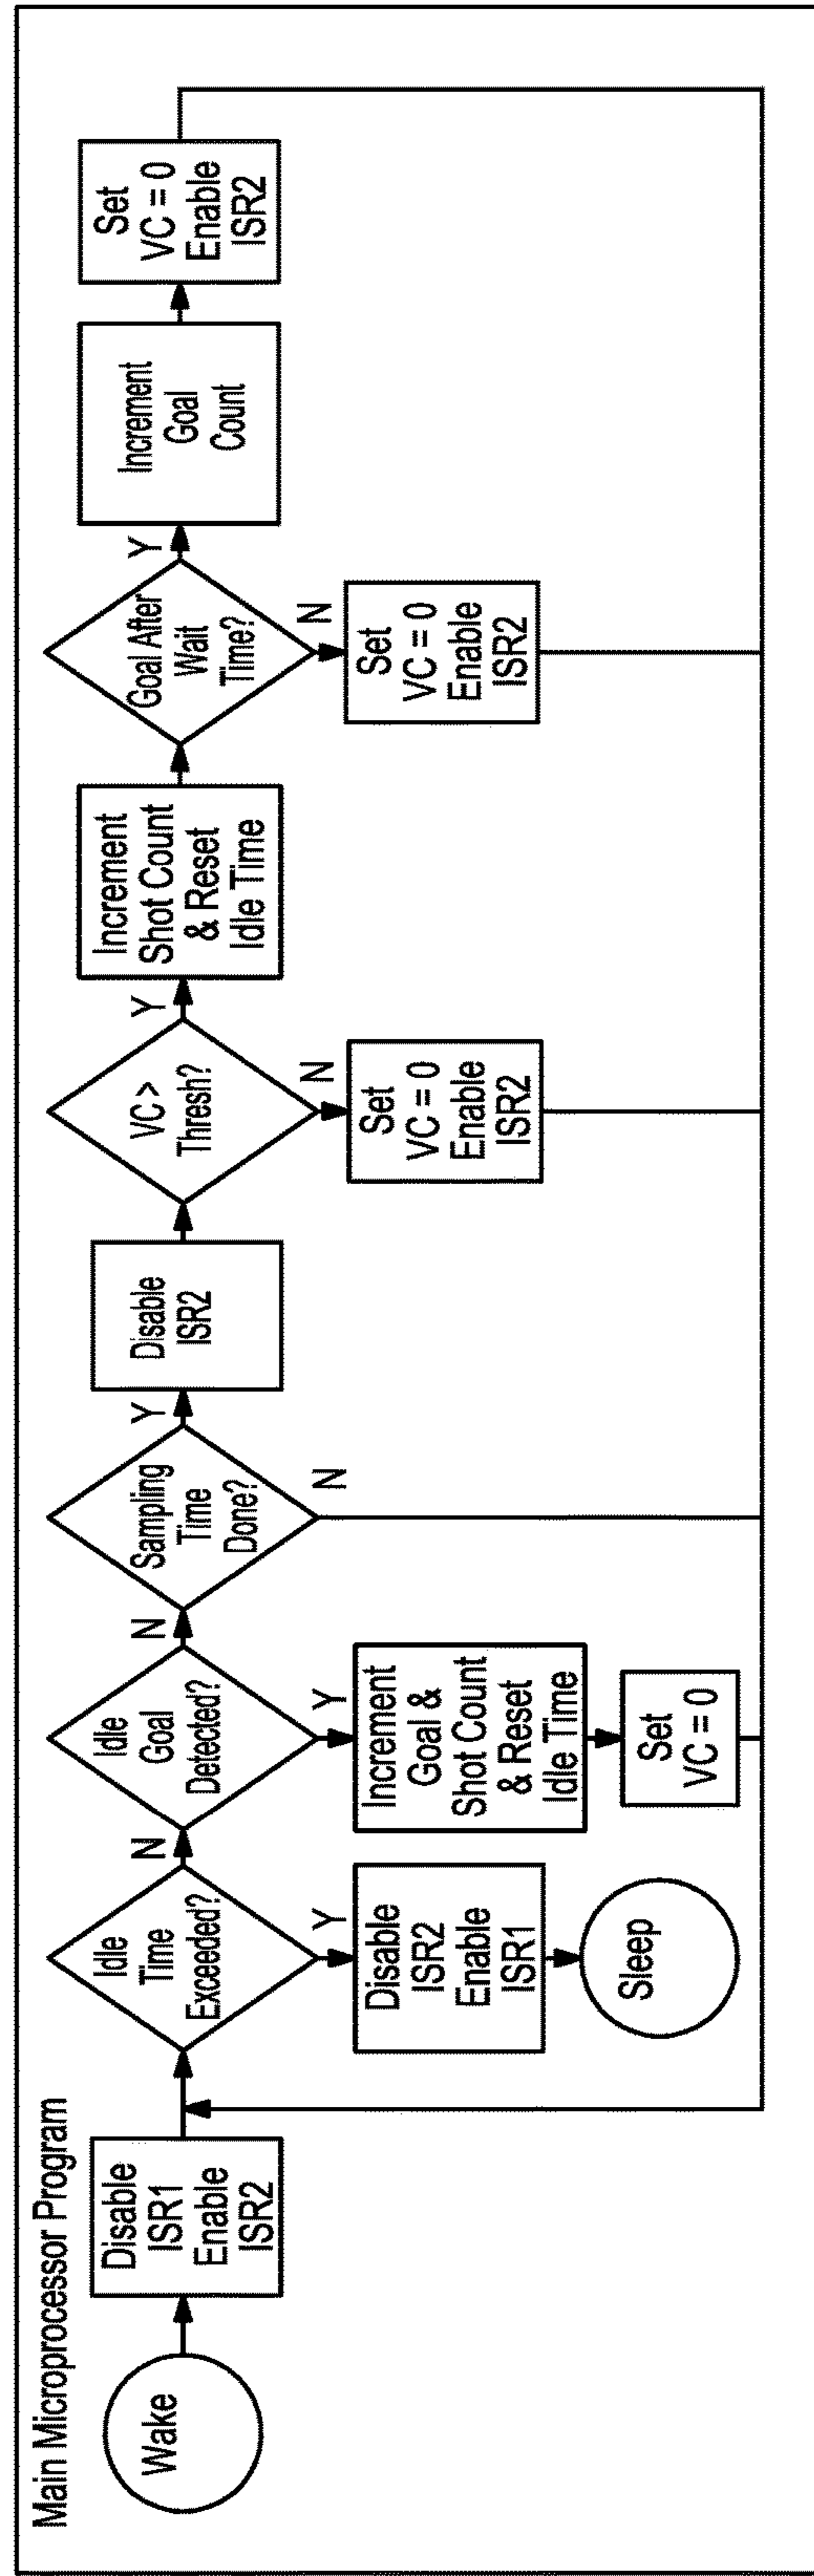 Main Microprocessor Program
Wake
Disable
ISR1
Enable
ISR2
Idle
Time
Exceeded?
N
Y
Disable
ISR2
Enable
ISR1
Sleep
Idle
Goal
Detected?
N
Y
Increment
Goal &
Shot Count
& Reset
Idle Time
Set
VC = 0
Sampling
Time
Done?
Y
N
Disable
ISR2
VC >
Thresh?
Y
N
Set
VC = 0
Enable
ISR2
Increment
Shot Count
& Reset
Idle Time
Goal After
Wait
Time?
Y
N
Set
VC = 0
Enable
ISR2
Increment
Goal
Count
Set
VC = 0
Enable
ISR2